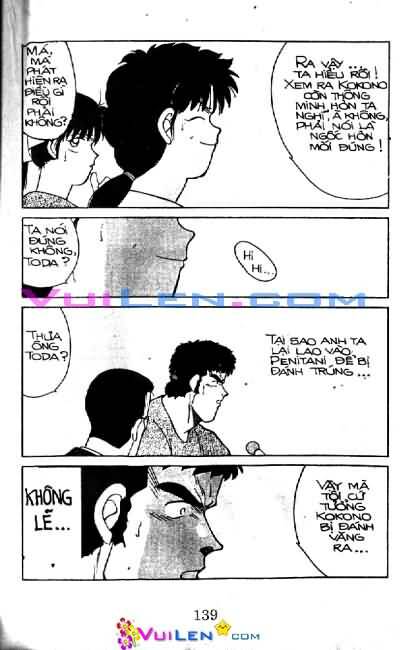 MÁ,
MÁ
PHÁT
HIỆN RA
ĐIỀU GÌ
RỒI
PHẢI
KHÔNG?
RA VẬY ...
TA HIỂU RỒI!
XEM RA KOKONO
CÒN THÔNG
MINH HƠN TA
NGHĨ, À KHÔNG,
PHẢI NÓI LÀ
NGỐC HƠN
MỚI ĐÚNG!
TA NÓI
ĐÚNG
KHÔNG,
TODA?
HI
HI...
VUILEN.COM
THƯA
ÔNG
TODA?
TẠI SAO ANH TA
LẠI LAO VÀO
PENITANI ĐỂ BỊ
ĐÁNH TRÚNG ...
KHÔNG
LẼ...
VẬY MÀ
TÔI CỨ
TƯỞNG
KOKONO
BỊ ĐÁNH
VĂNG
RA ...
139
VUILEN.COM